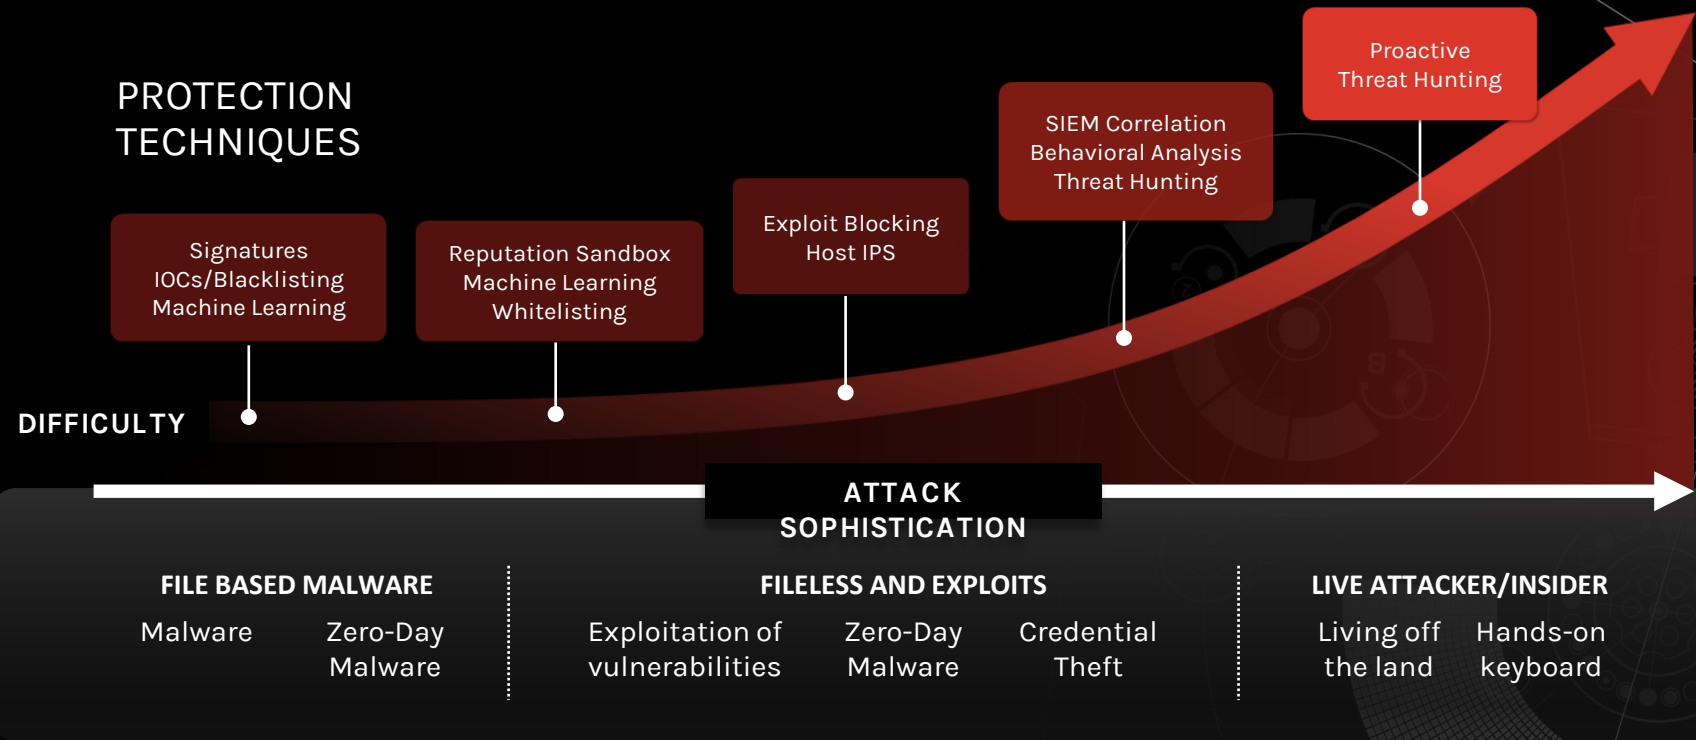 PROTECTION
TECHNIQUES
Signatures
IOCs/Blacklisting
Machine Learning
Reputation Sandbox
Machine Learning
Whitelisting
Exploit Blocking
Host IPS
SIEM Correlation
Behavioral Analysis
Threat Hunting
Proactive
Threat Hunting
DIFFICULTY
ATTACK
SOPHISTICATION
FILE BASED MALWARE
Malware
Zero-Day
Malware
FILELESS AND EXPLOITS
Exploitation of
vulnerabilities
Zero-Day
Malware
Credential
Theft
LIVE ATTACKER/INSIDER
Living off
the land
Hands-on
keyboard